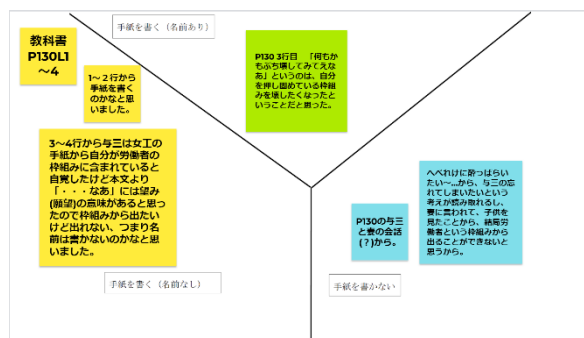 手紙を書く（名前あり）
教科書
P130L1
～4
1～2行から
手紙を書く
のかなと思
いました。
3～4行から与三は女工の
手紙から自分が労働者の
枠組みに含まれていると
自覚したけど本文より
「・・・なあ」には望み
(願望)の意味があると思っ
たので枠組みから出たい
けど出れない、つまり名
前は書かないのかなと思
いました。
手紙を書く（名前なし）
P130 3行目　「何も
かもぶち壊してみてえな
あ」というのは、自分
を押し固めている枠組
みを壊したくなったと
いうことだと思った。
P130の与三
と妻の会話
(？)から。
へべれけに酔っぱらい
たい～...から、与三の忘
れてしまいたいという
考えが読み取れるし、
妻に言われて、子供を
見たことから、結局労
働者という枠組みから
出ることができないと
思うから。
手紙を書かない